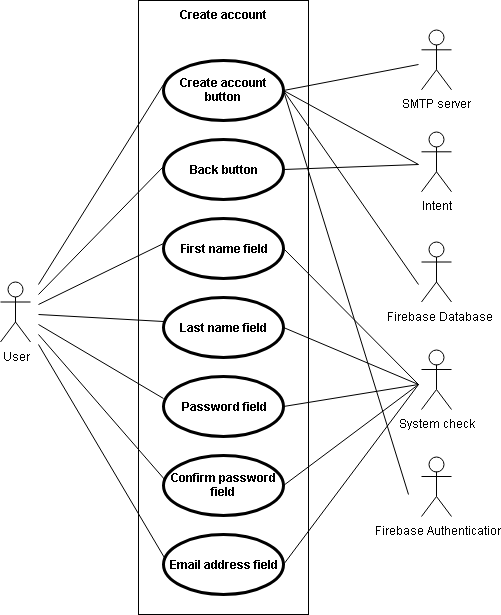 Create account
Create account
button
SMTP server
Back button
Intent
First name field
Firebase Database
User
Last name field
Password field
System check
Confirm password
field
Firebase Authentication
Email address field